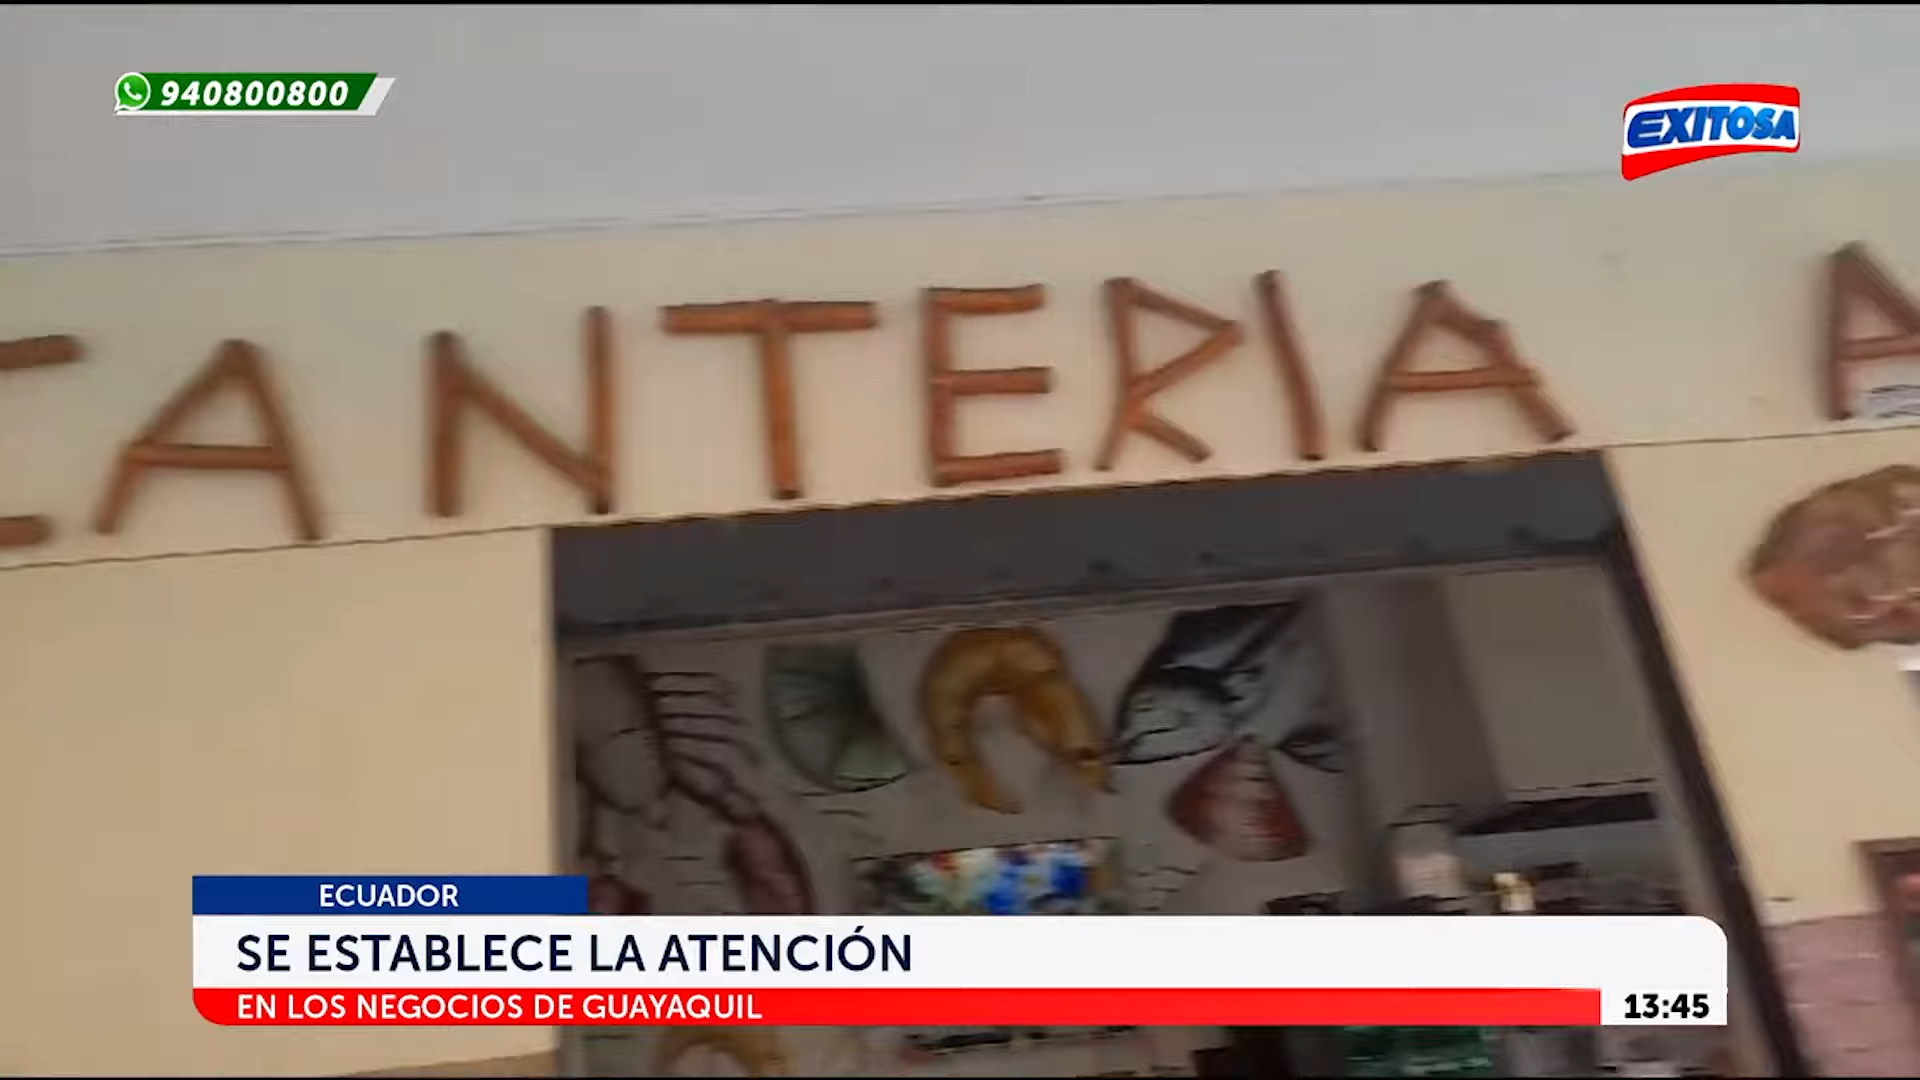 940800800
EXITOSA
CANTERIA A
ECUADOR
SE ESTABLECE LA ATENCIÓN
EN LOS NEGOCIOS DE GUAYAQUIL
13:45